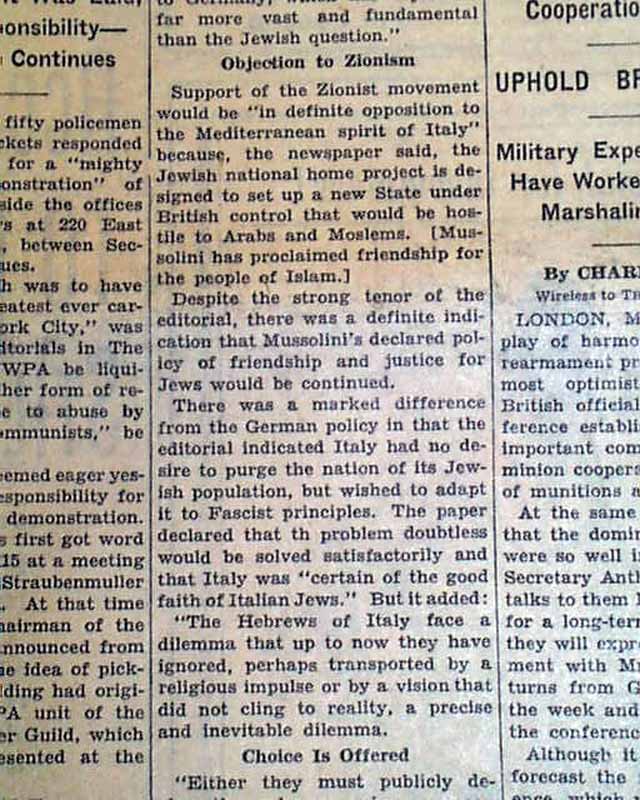 onsibility—
Continues
fifty policemen
ckets responded
for a "mighty
onstration" of
side the offices
rs at 220 East
, between Sec-
ues.
h was to have
eatest ever car-
ork City," was
itorials in The
WPA be liqui-
her form of re-
e to abuse by
ommunists," be
eemed eager yes-
esponsibility for
demonstration.
s first got word
15 at a meeting
Straubenmuller
. At that time
hairman of the
nnounced from
he idea of pick-
lding had origi-
PA unit of the
er Guild, which
esented at the
far more vast and fundamental
than the Jewish question."
Objection to Zionism
Support of the Zionist movement
would be "in definite opposition to
the Mediterranean spirit of Italy"
because, the newspaper said, the
Jewish national home project is de-
signed to set up a new State under
British control that would be hos-
tile to Arabs and Moslems. [Mus-
solini has proclaimed friendship for
the people of Islam.]
Despite the strong tenor of the
editorial, there was a definite indi-
cation that Mussolini's declared pol-
icy of friendship and justice for
Jews would be continued.
There was a marked difference
from the German policy in that the
editorial indicated Italy had no de-
sire to purge the nation of its Jew-
ish population, but wished to adapt
it to Fascist principles. The paper
declared that th problem doubtless
would be solved satisfactorily and
that Italy was "certain of the good
faith of Italian Jews." But it added:
"The Hebrews of Italy face a
dilemma that up to now they have
ignored, perhaps transported by a
religious impulse or by a vision that
did not cling to reality, a precise
and inevitable dilemma.
Choice Is Offered
"Either they must publicly de-
Cooperatio
UPHOLD BR
Military Expe
Have Worke
Marshalin
By CHAR
Wireless to TH
LONDON, M
play of harmo
rearmament pr
most optimist
British official
ference establi
important com
minion coopera
of munitions a
At the same
that the domin
were so well i
Secretary Anth
talks to them
for a long-term
they will expre
ment with Mr
turns from G
the week and
the conferenc
Although it
forecast the